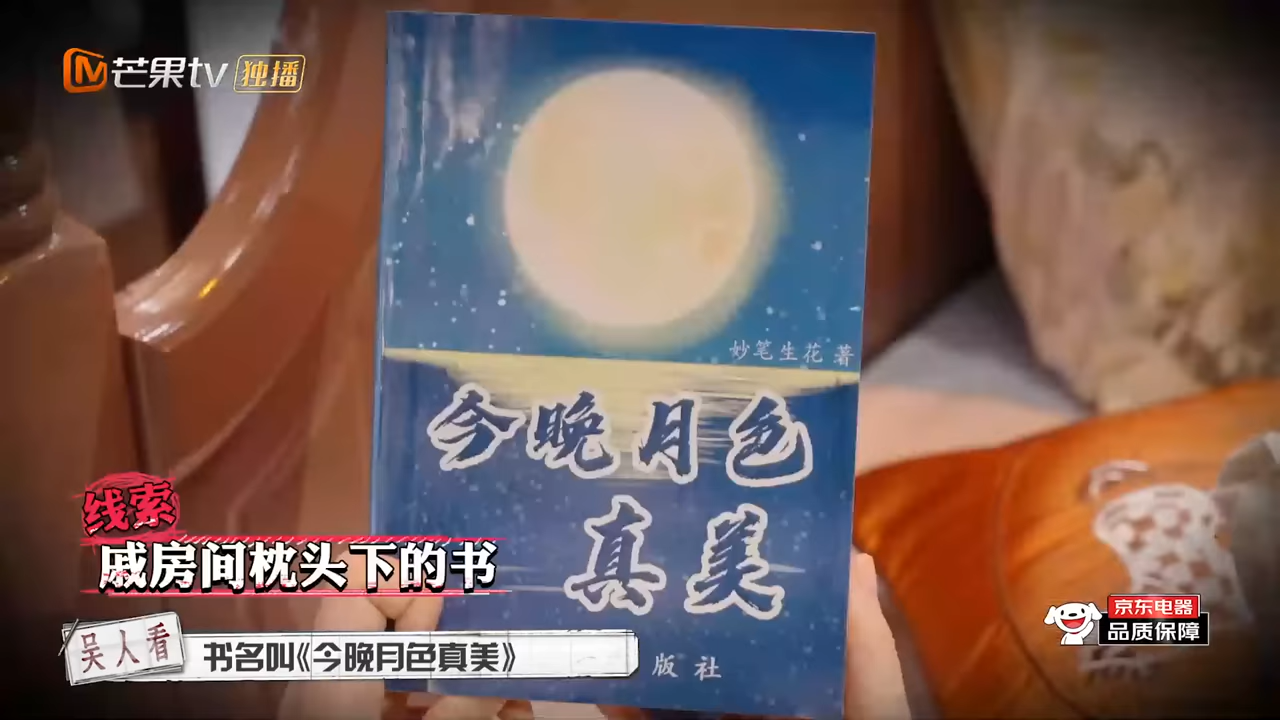 芒果tv 独播
妙笔生花 著
今晚月色
真美
线索
戚房间枕头下的书
吴人看
书名叫《今晚月色真美》
版社
京东电器
品质保障